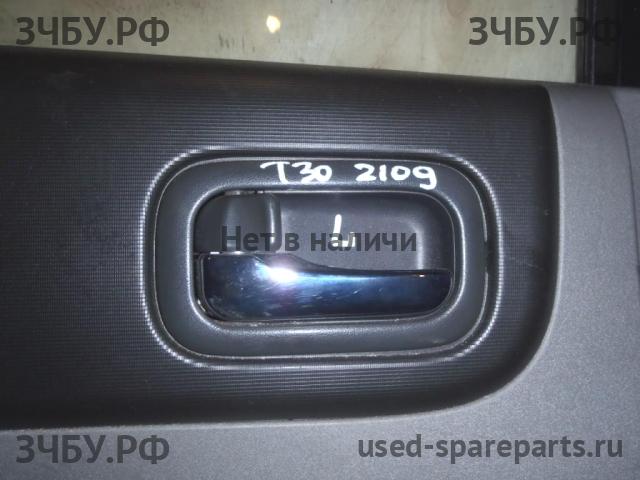 ЗЧБУ.РФ ЗЧБУ.РФ
T30 2109
L
Нет в наличи
ЗЧБУ.РФ used-spareparts.ru